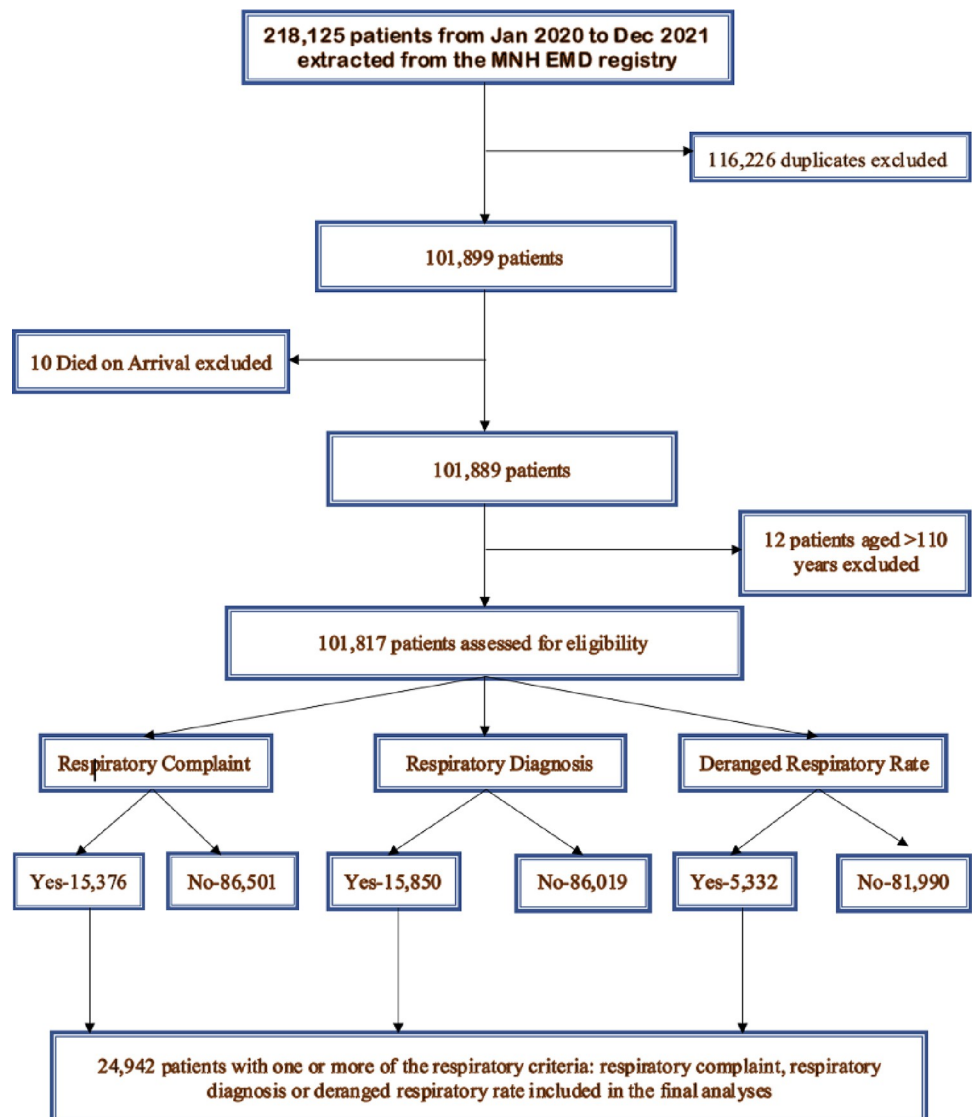 218,125 patients from Jan 2020 to Dec 2021
extracted from the MNH EMD registry
116,226 duplicates excluded
101,899 patients
10 Died on Arrival excluded
101,889 patients
12 patients aged >110
years excluded
101,817 patients assessed for eligibility
Respiratory Complaint
Respiratory Diagnosis
Deranged Respiratory Rate
Yes-15,376
No-86,501
Yes-15,850
No-86,019
Yes-5,332
No-81,990
24,942 patients with one or more of the respiratory criteria: respiratory complaint, respiratory
diagnosis or deranged respiratory rate included in the final analyses